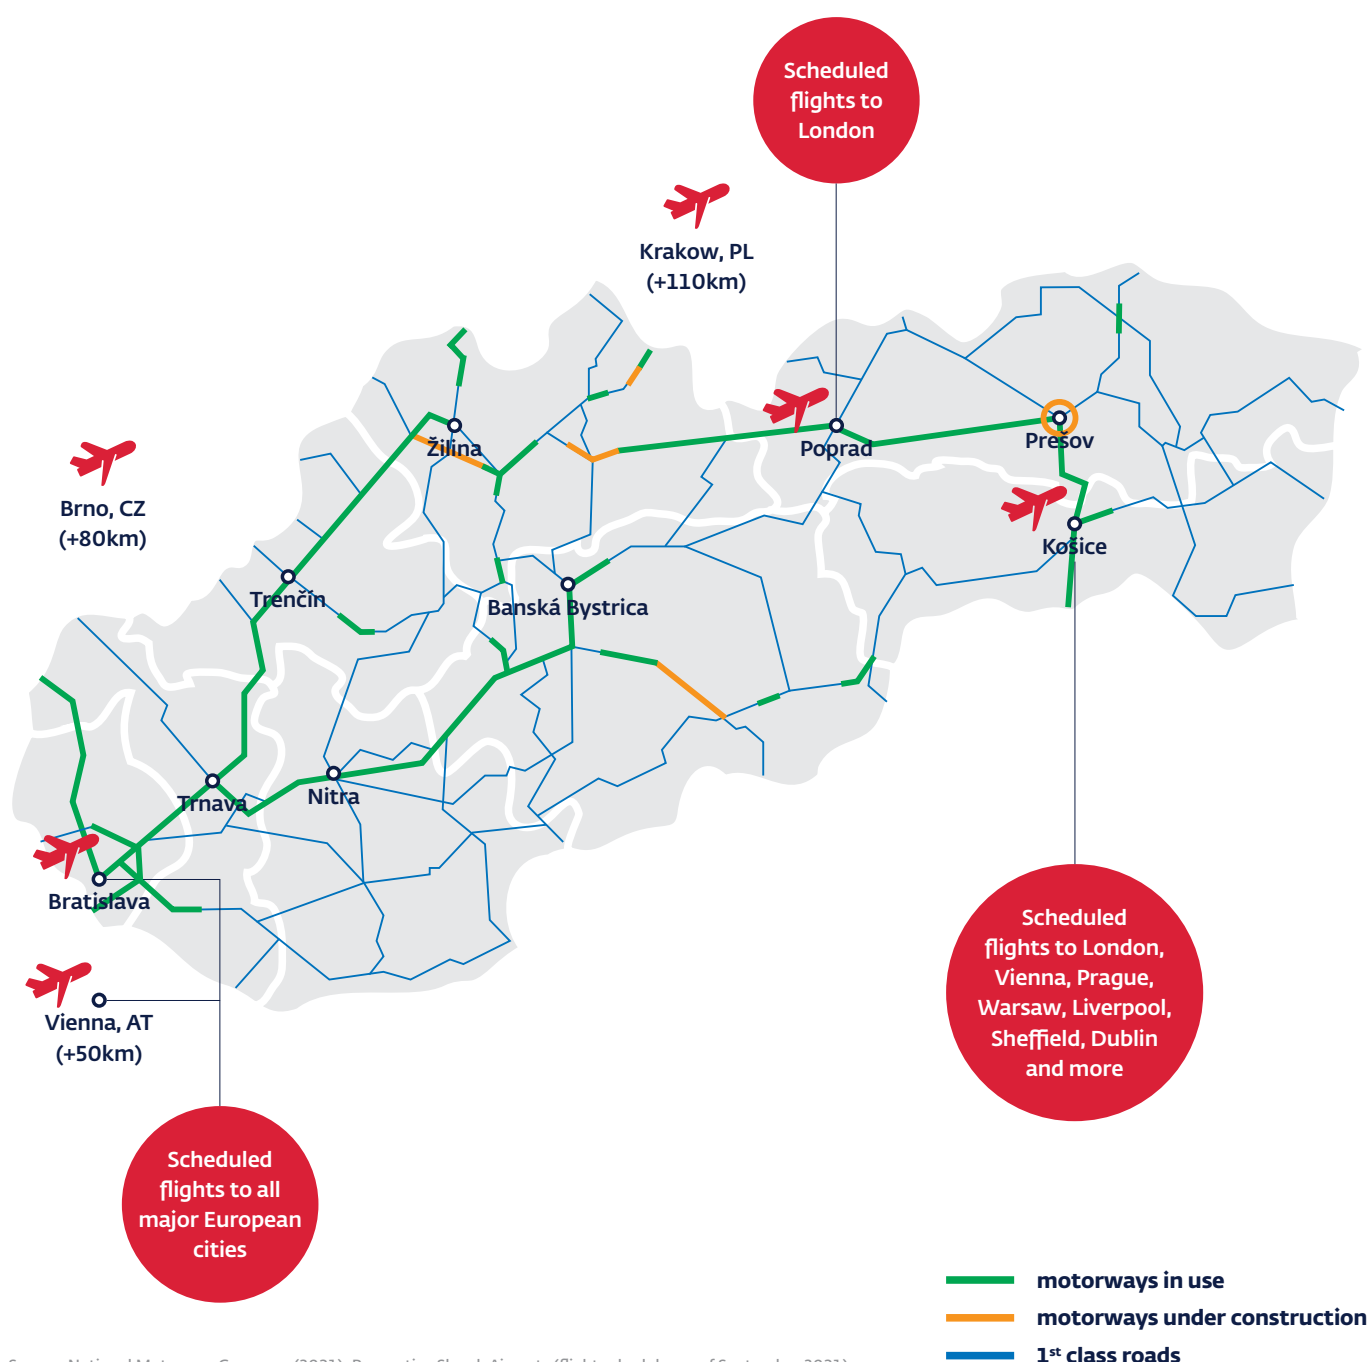 Scheduled
flights to
London
Krakow, PL
(+110km)
Žilina
Poprad
Prešov
Brno, CZ
(+80km)
Košice
Trenčín
Banská Bystrica
Trnava
Nitra
Bratislava
Scheduled
flights to London,
Vienna, Prague,
Warsaw, Liverpool,
Sheffield, Dublin
and more
Vienna, AT
(+50km)
Scheduled
flights to all
major European
cities
motorways in use
motorways under construction
1st class roads